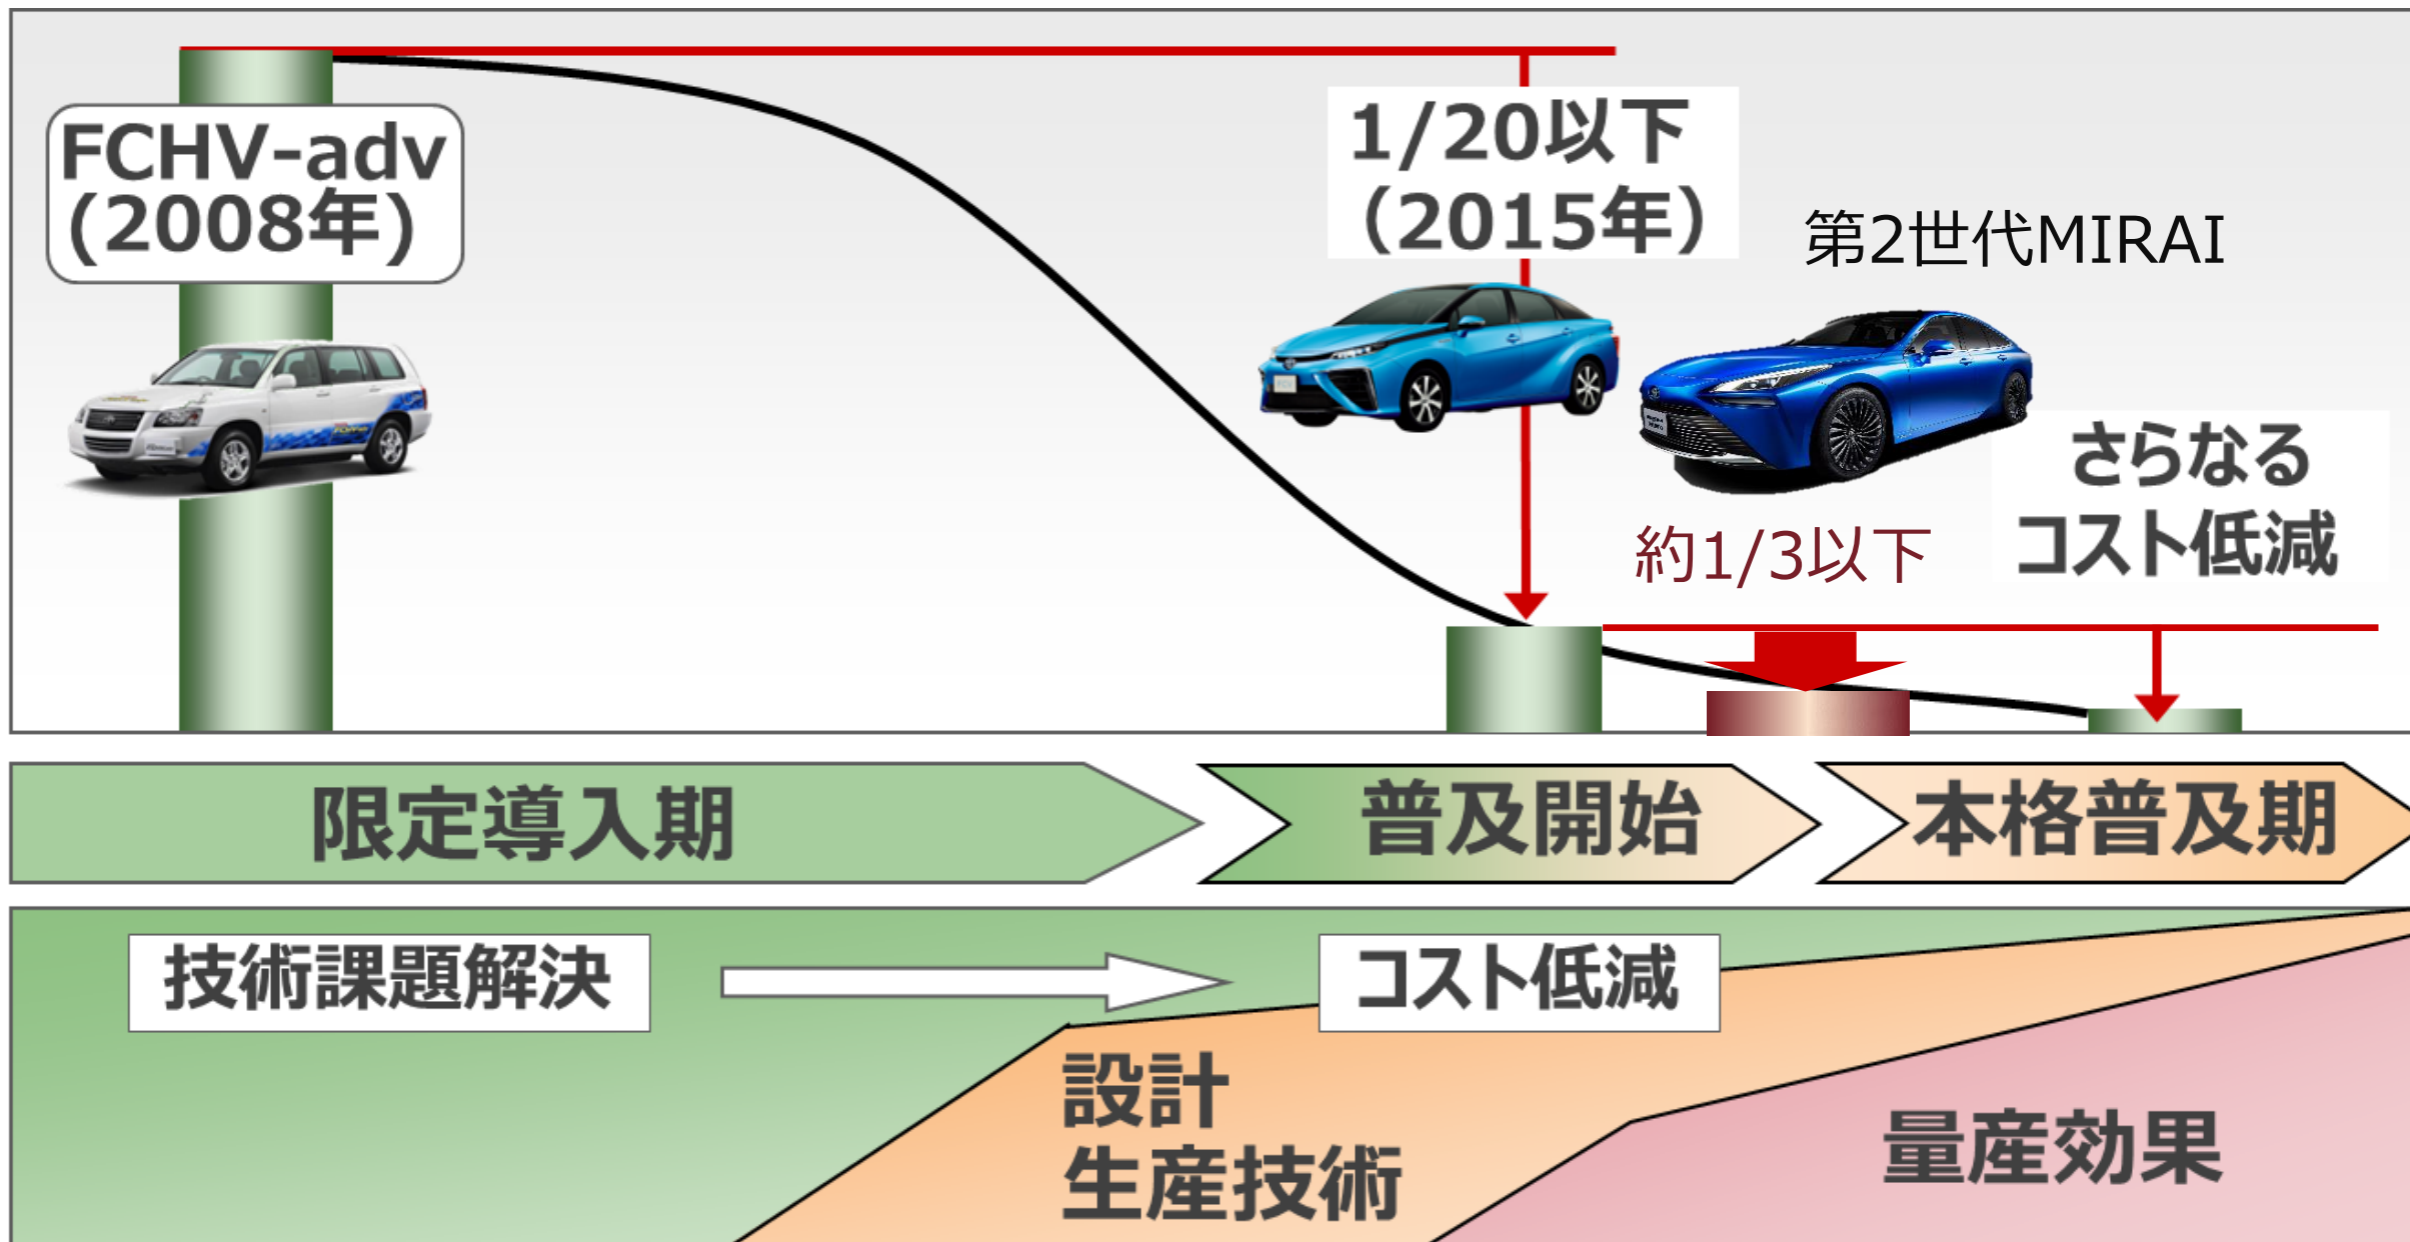 FCHV-adv
(2008年)
1/20以下
（2015年）
第2世代MIRAI
約1/3以下
さらなる
コスト低減
限定導入期
普及開始
本格普及期
技術課題解決
コスト低減
設計
生産技術
量産効果